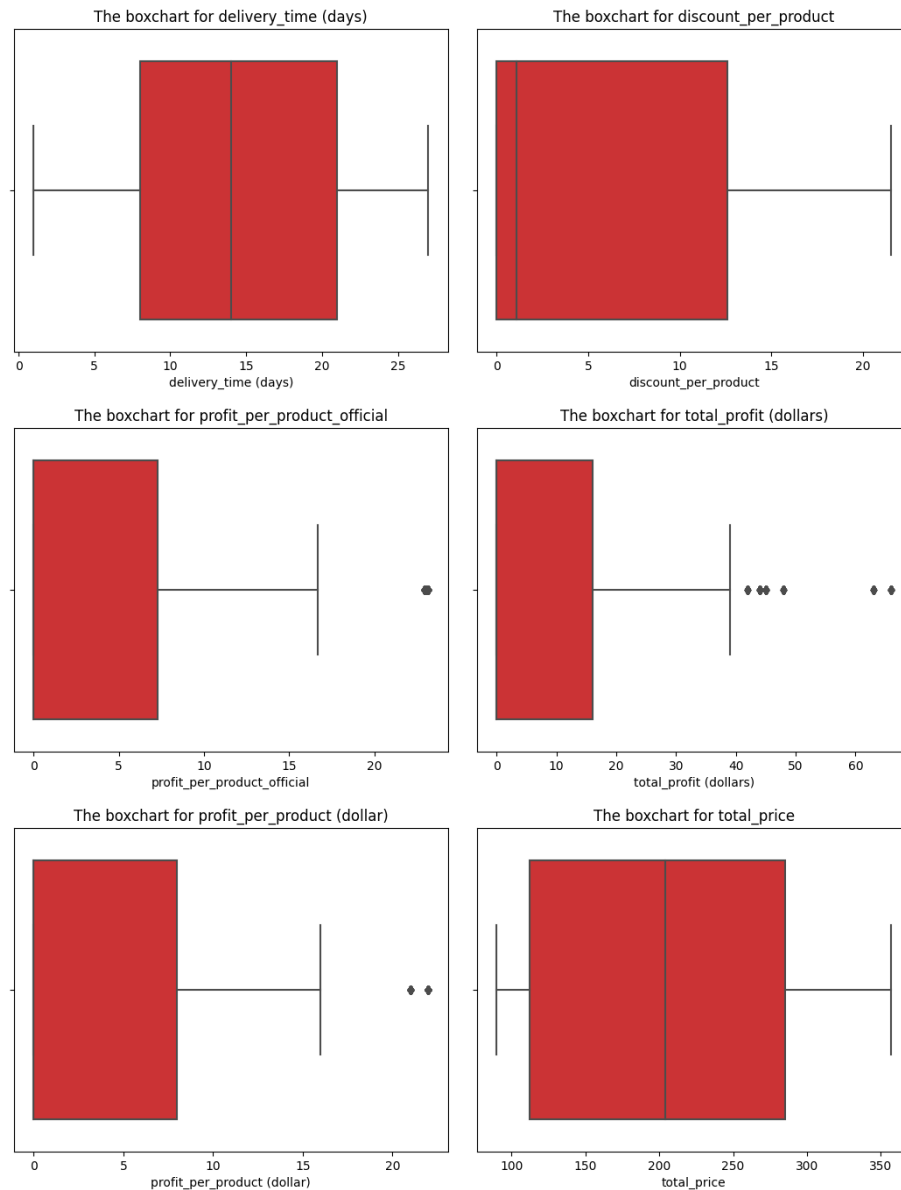 The boxchart for delivery_time (days)
0 5 10 15 20 25
delivery_time (days)
The boxchart for discount_per_product
0 5 10 15 20
discount_per_product
The boxchart for profit_per_product_official
0 5 10 15 20
profit_per_product_official
The boxchart for total_profit (dollars)
0 10 20 30 40 50 60
total_profit (dollars)
The boxchart for profit_per_product (dollar)
0 5 10 15 20
profit_per_product (dollar)
The boxchart for total_price
100 150 200 250 300 350
total_price